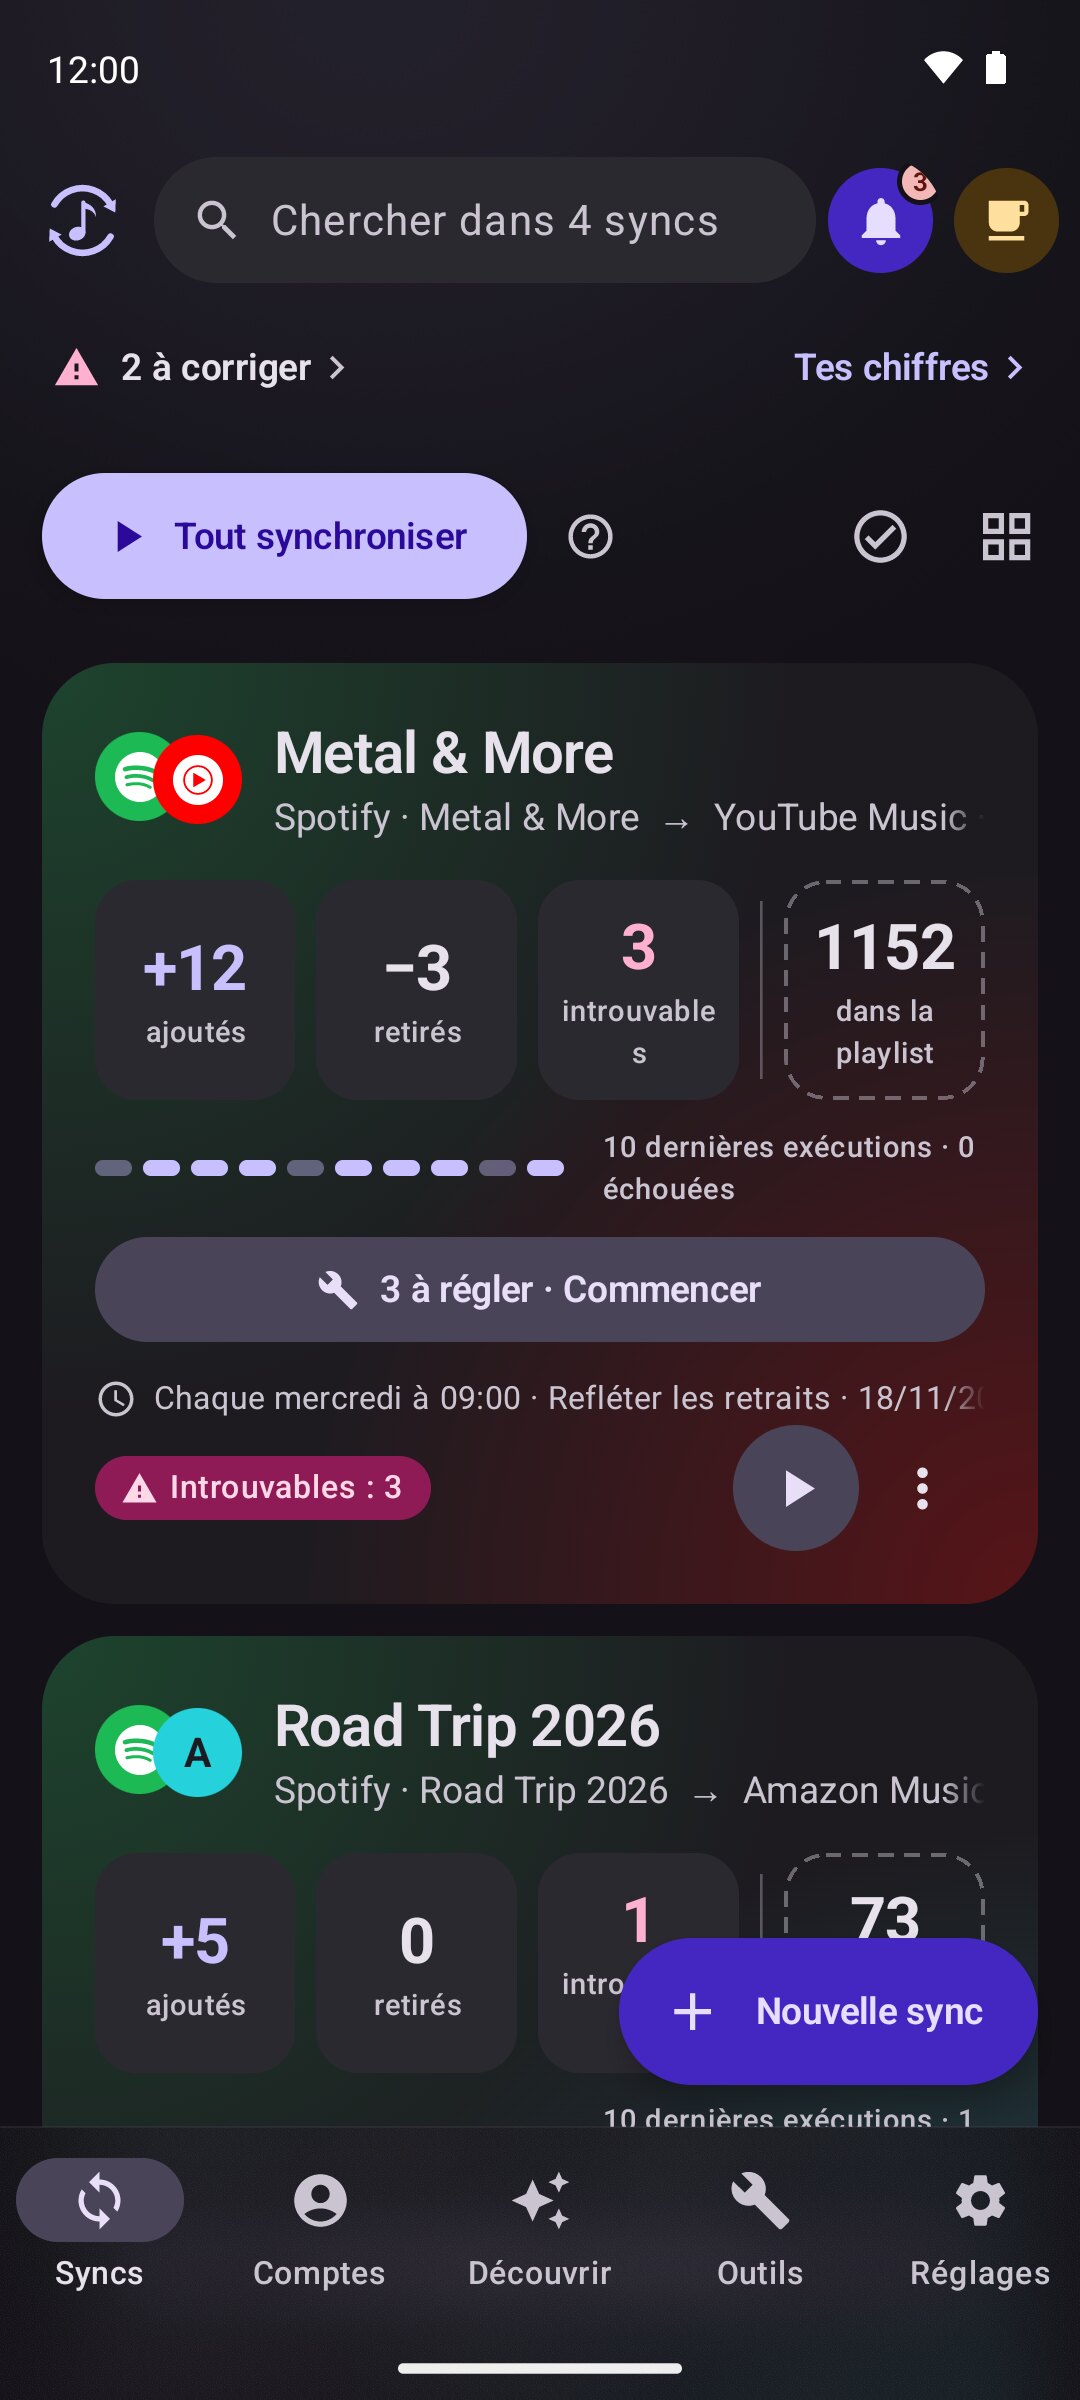 12:00
Chercher dans 4 syncs
3
2 à corriger
Tes chiffres
Tout synchroniser
Metal & More
Spotify · Metal & More → YouTube Music
+12
ajoutés
−3
retirés
3
introuvable
s
1152
dans la
playlist
10 dernières exécutions · 0
échouées
3 à régler · Commencer
Chaque mercredi à 09:00 · Refléter les retraits · 18/11/20
Introuvables : 3
Road Trip 2026
Spotify · Road Trip 2026 → Amazon Music
A
+5
ajoutés
0
retirés
1
intro
73
Nouvelle sync
10 dernières exécutions · 1
Syncs
Comptes
Découvrir
Outils
Réglages